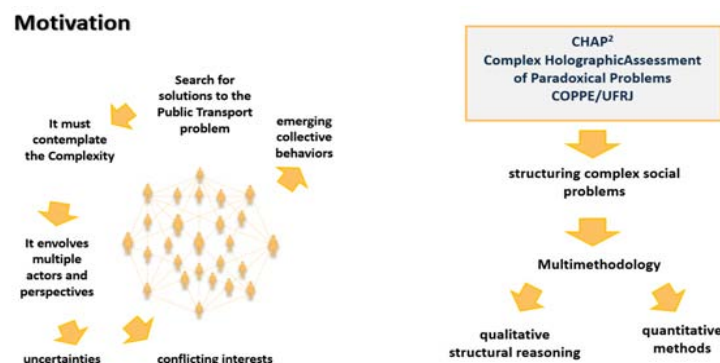 Motivation
Search for
solutions to the
Public Transport
problem
It must
contemplate
the Complexity
emerging
collective
behaviors
It envolves
multiple
actors and
perspectives
uncertainties
conflicting interests
CHAP²
Complex HolographicAssessment
of Paradoxical Problems
COPPE/UFRJ
structuring complex social
problems
Multimethodology
qualitative
structural reasoning
quantitative
methods